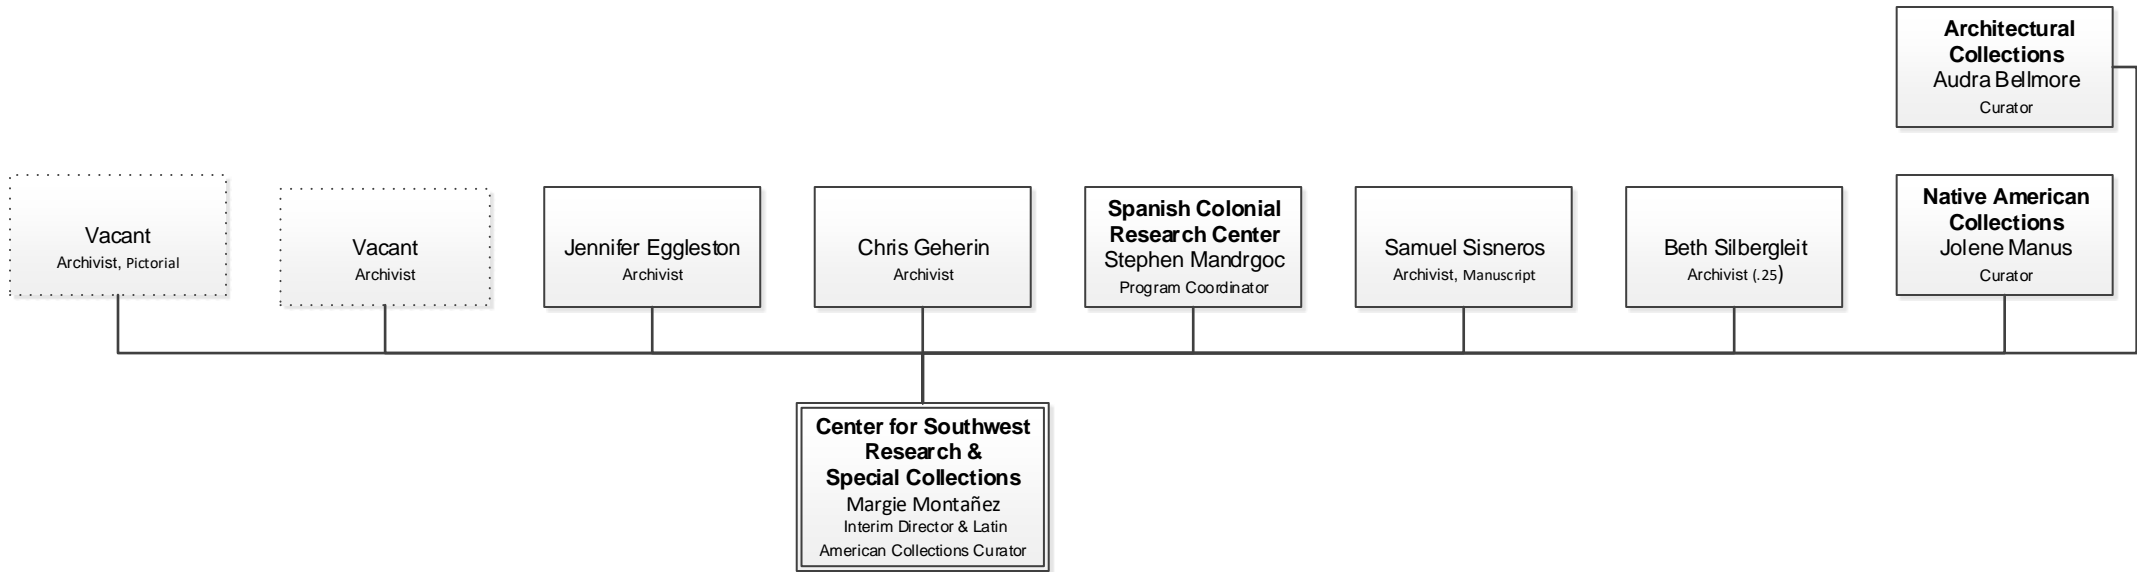 Architectural
Collections
Audra Bellmore
Curator
Vacant
Archivist, Pictorial
Vacant
Archivist
Jennifer Eggleston
Archivist
Chris Geherin
Archivist
Spanish Colonial
Research Center
Stephen Mandrgoc
Program Coordinator
Samuel Sisneros
Archivist, Manuscript
Beth Silbergleit
Archivist (.25)
Native American
Collections
Jolene Manus
Curator
Center for Southwest
Research &
Special Collections
Margie Montañez
Interim Director & Latin
American Collections Curator